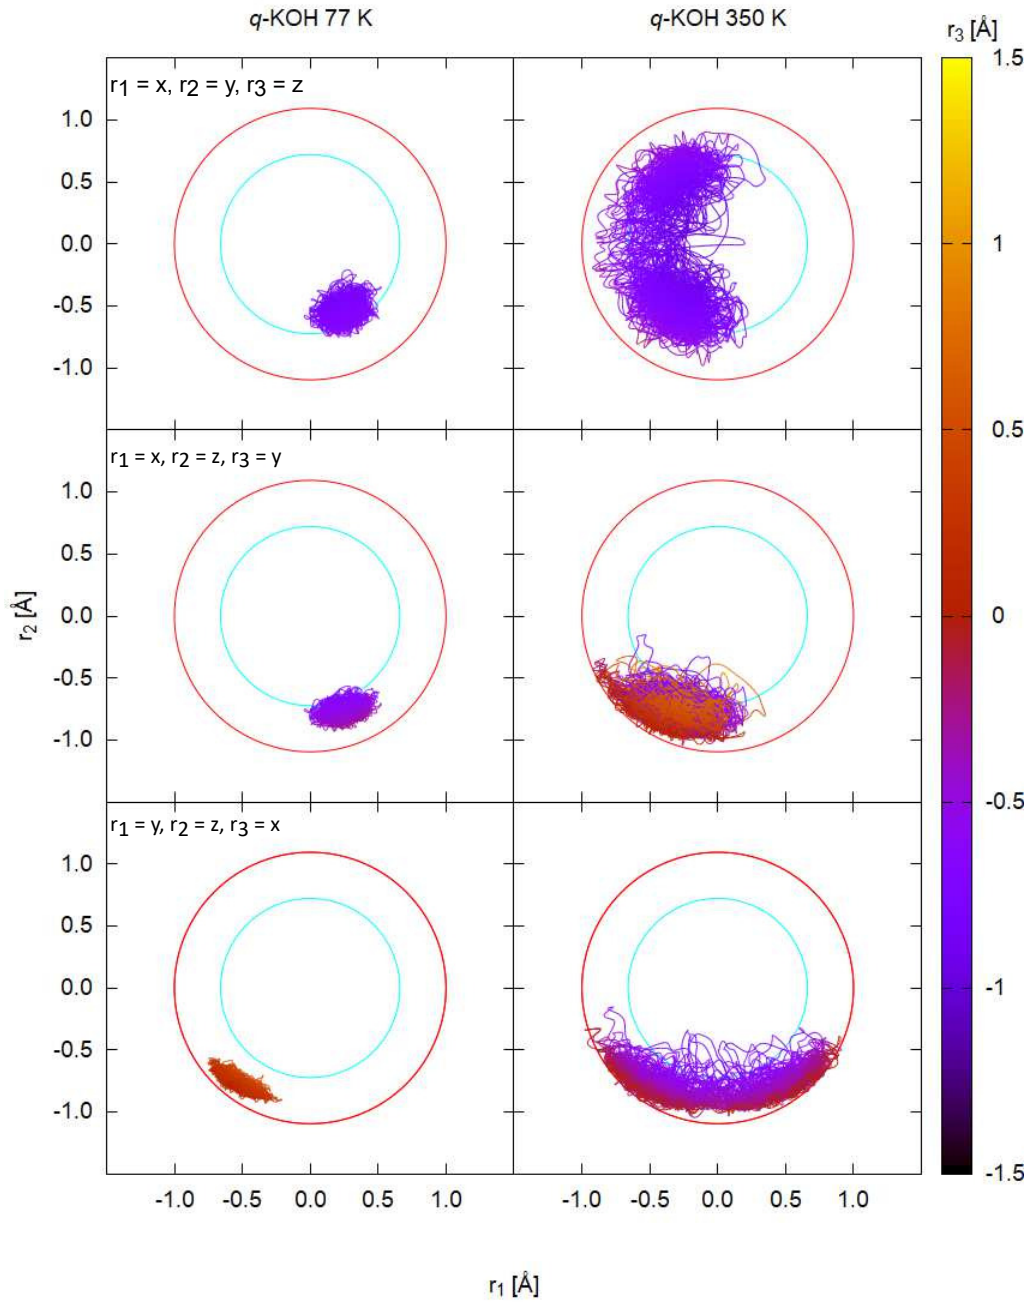 q-KOH 77 K
q-KOH 350 K
r3 [Å]
r1 = x, r2 = y, r3 = z
1.0
0.5
0.0
-0.5
-1.0
r1 = x, r2 = z, r3 = y
1.0
0.5
0.0
-0.5
-1.0
r2 [Å]
r1 = y, r2 = z, r3 = x
1.0
0.5
0.0
-0.5
-1.0
-1.0 -0.5 0.0 0.5 1.0
-1.0 -0.5 0.0 0.5 1.0
r1 [Å]
1.5
1
0.5
0
-0.5
-1
-1.5